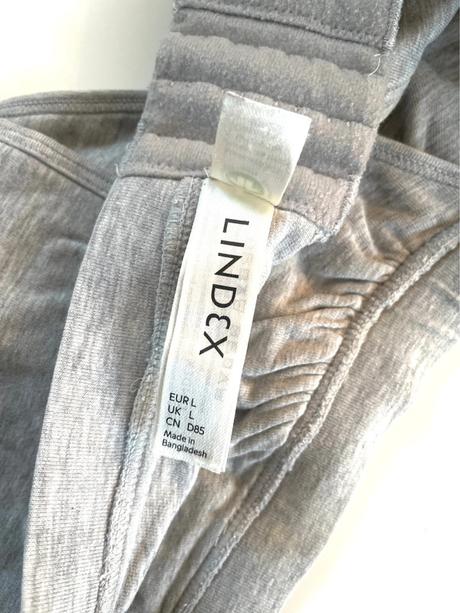 LINDEX
EUR L
UK L
CN D85
Made in
Bangladesh